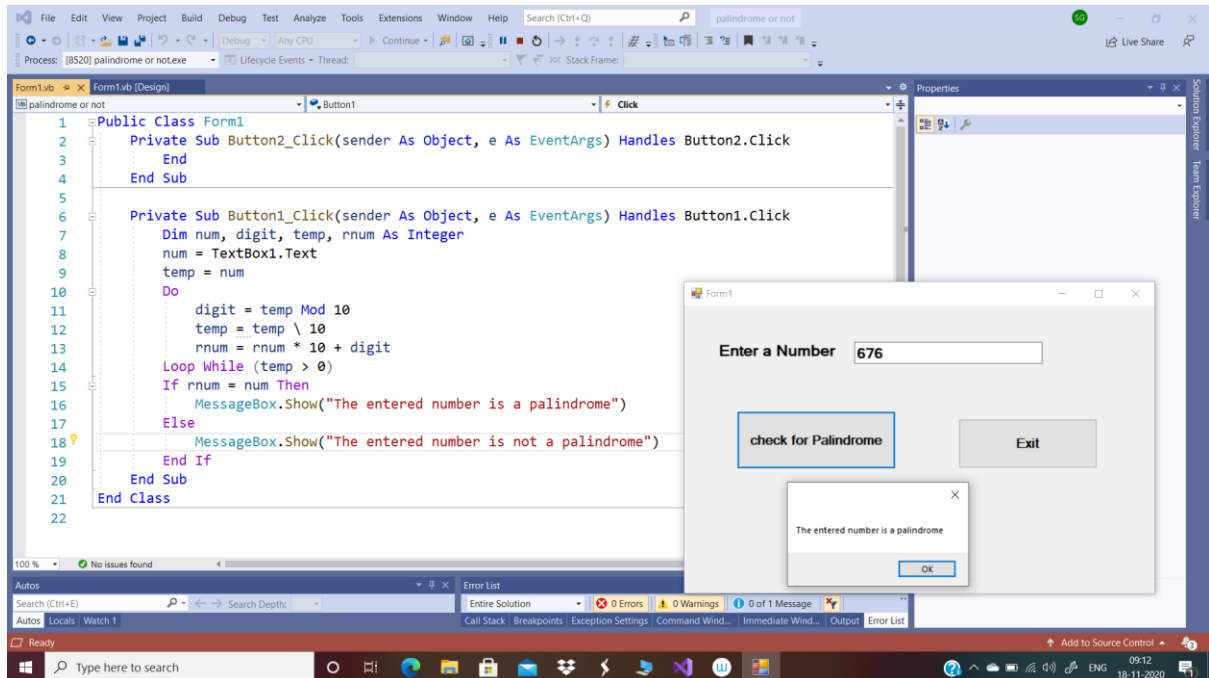 File Edit View Project Build Debug Test Analyze Tools Extensions Window Help Search (Ctrl+Q) palindrome or not SG
Debug Any CPU Continue Live Share
Process: [8520] palindrome or not.exe Lifecycle Events Thread: Stack Frame:
Form1.vb Form1.vb [Design]
palindrome or not Button1 Click
1 Public Class Form1
2 Private Sub Button2_Click(sender As Object, e As EventArgs) Handles Button2.Click
3 End
4 End Sub
5
6 Private Sub Button1_Click(sender As Object, e As EventArgs) Handles Button1.Click
7 Dim num, digit, temp, rnum As Integer
8 num = TextBox1.Text
9 temp = num
10 Do
11 digit = temp Mod 10
12 temp = temp \ 10
13 rnum = rnum * 10 + digit
14 Loop While (temp > 0)
15 If rnum = num Then
16 MessageBox.Show("The entered number is a palindrome")
17 Else
18 MessageBox.Show("The entered number is not a palindrome")
19 End If
20 End Sub
21 End Class
22
100 % No issues found
Properties
Solution Explorer
Team Explorer
Form1
Enter a Number 676
check for Palindrome
Exit
The entered number is a palindrome
OK
Autos
Search (Ctrl+E) Search Depth:
Autos Locals Watch 1
Error List
Entire Solution 0 Errors 0 Warnings 0 of 1 Message
Call Stack Breakpoints Exception Settings Command Wind... Immediate Wind... Output Error List
Ready Add to Source Control 3
Type here to search ENG 09:12
18-11-2020 1